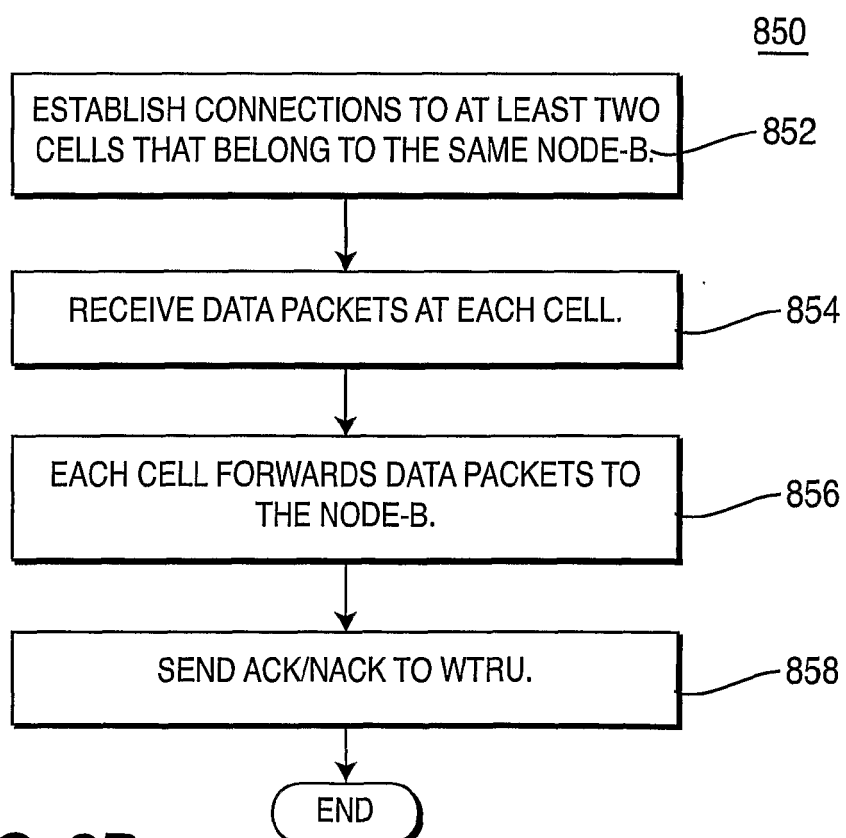 850
ESTABLISH CONNECTIONS TO AT LEAST TWO
CELLS THAT BELONG TO THE SAME NODE-B.
852
RECEIVE DATA PACKETS AT EACH CELL.
854
EACH CELL FORWARDS DATA PACKETS TO
THE NODE-B.
856
SEND ACK/NACK TO WTRU.
858
END